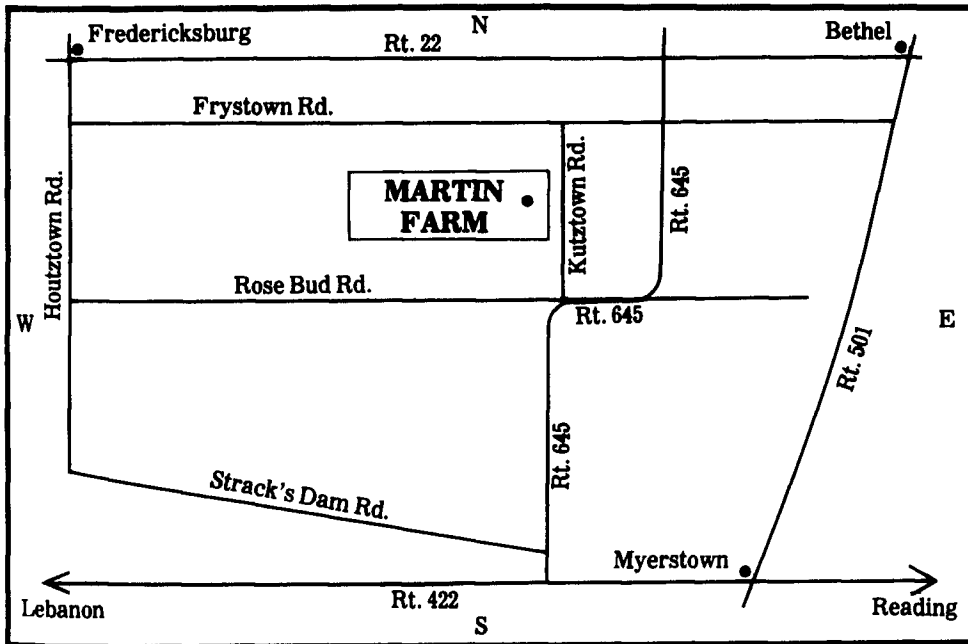 N
Fredericksburg
Rt. 22
Bethel
Frystown Rd.
Houtztown Rd.
MARTIN
FARM
Kutztown Rd.
Rt. 645
Rose Bud Rd.
Rt. 645
W
E
Rt. 501
Rt. 645
Strack's Dam Rd.
Myerstown
Lebanon
Rt. 422
Reading
S